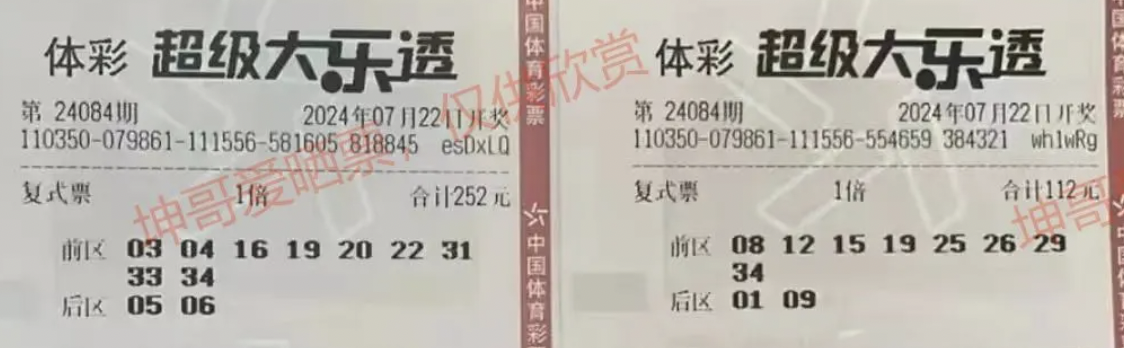 体彩 超级大乐透
第 24084期 2024年07月22日开奖
110350-079861-111556-581605 818845 esDxLQ
复式票 1倍 合计252元
前区 03 04 16 19 20 22 31
33 34
后区 05 06
中国体育彩票
中国体育彩
坤哥爱晒票，仅供欣赏
体彩 超级大乐透
第 24084期 2024年07月22日开奖
110350-079861-111556-554659 384321 wh1wRg
复式票 1倍 合计112元
前区 08 12 15 19 25 26 29
34
后区 01 09
坤哥
国体育彩票
中国体育彩